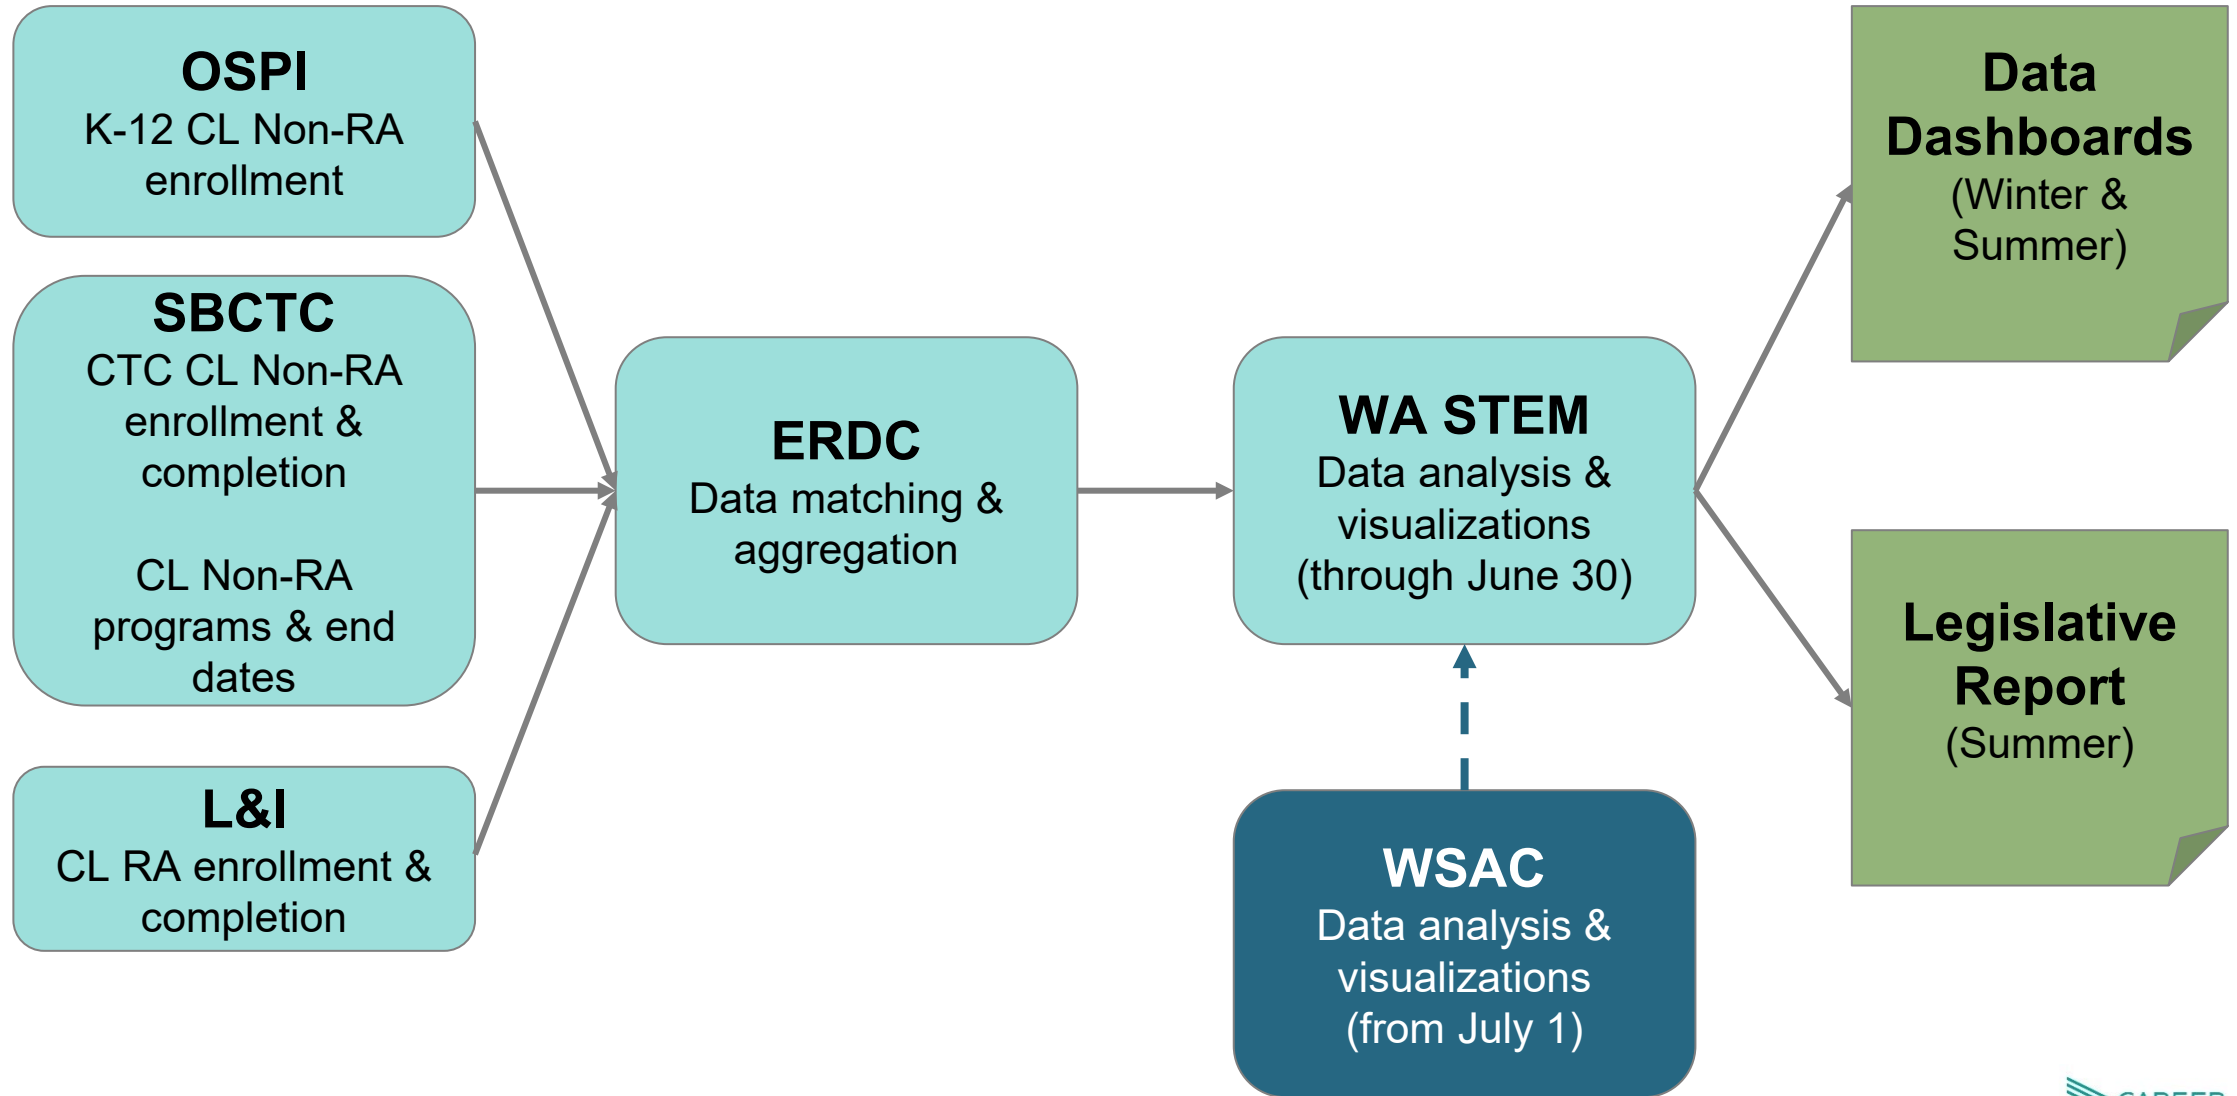 OSPI
K-12 CL Non-RA
enrollment
SBCTC
CTC CL Non-RA
enrollment &
completion
CL Non-RA
programs & end
dates
L&I
CL RA enrollment &
completion
ERDC
Data matching &
aggregation
WA STEM
Data analysis &
visualizations
(through June 30)
WSAC
Data analysis &
visualizations
(from July 1)
Data
Dashboards
(Winter &
Summer)
Legislative
Report
(Summer)
CAREER